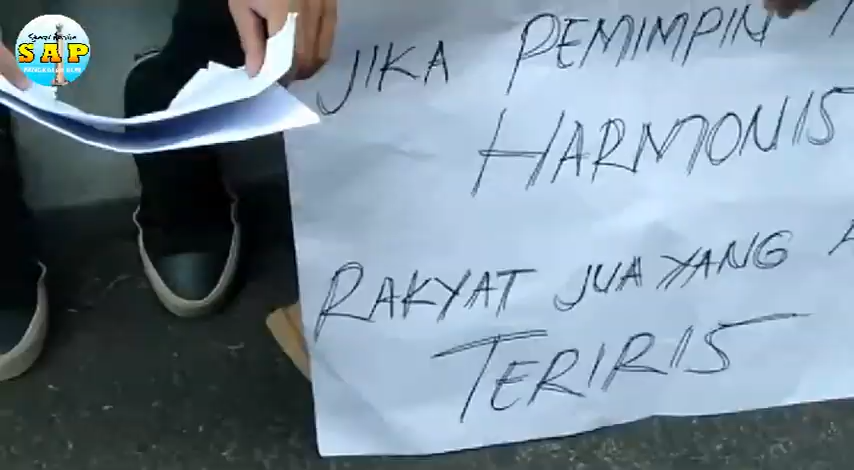 JIKA PEMIMPIN
HARMONIS
RAKYAT JUA YANG A
TERIRIS
SAP